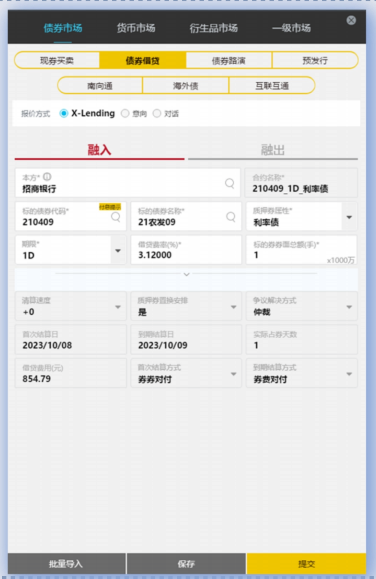 债券市场 货币市场 衍生品市场 一级市场
现券买卖 债券借贷 债券路演 预发行
南向通 海外债 互联互通
报价方式 X-Lending 意向 对话
融入 融出
本方* 合约名称*
招商银行 210409_1D_利率债
标的债券代码* 行情提示 标的债券名称* 质押券属性*
210409 21农发09 利率债
期限* 借贷费率(%)* 标的券券面总额(手)*
1D 3.12000 1 x1000万
清算速度 质押券置换安排 争议解决方式
+0 是 仲裁
首次结算日 到期结算日 实际占券天数
2023/10/08 2023/10/09 1
借贷费用(元) 首次结算方式 到期结算方式
854.79 券券对付 券费对付
批量导入 保存 提交